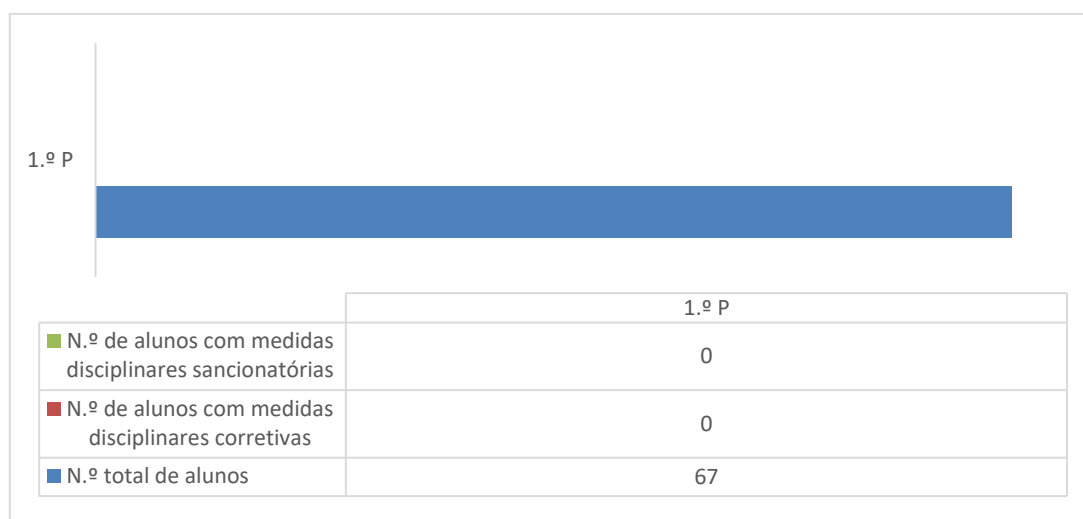 1.º P
1.º P
N.º de alunos com medidas
disciplinares sancionatórias
0
N.º de alunos com medidas
disciplinares corretivas
0
N.º total de alunos
67